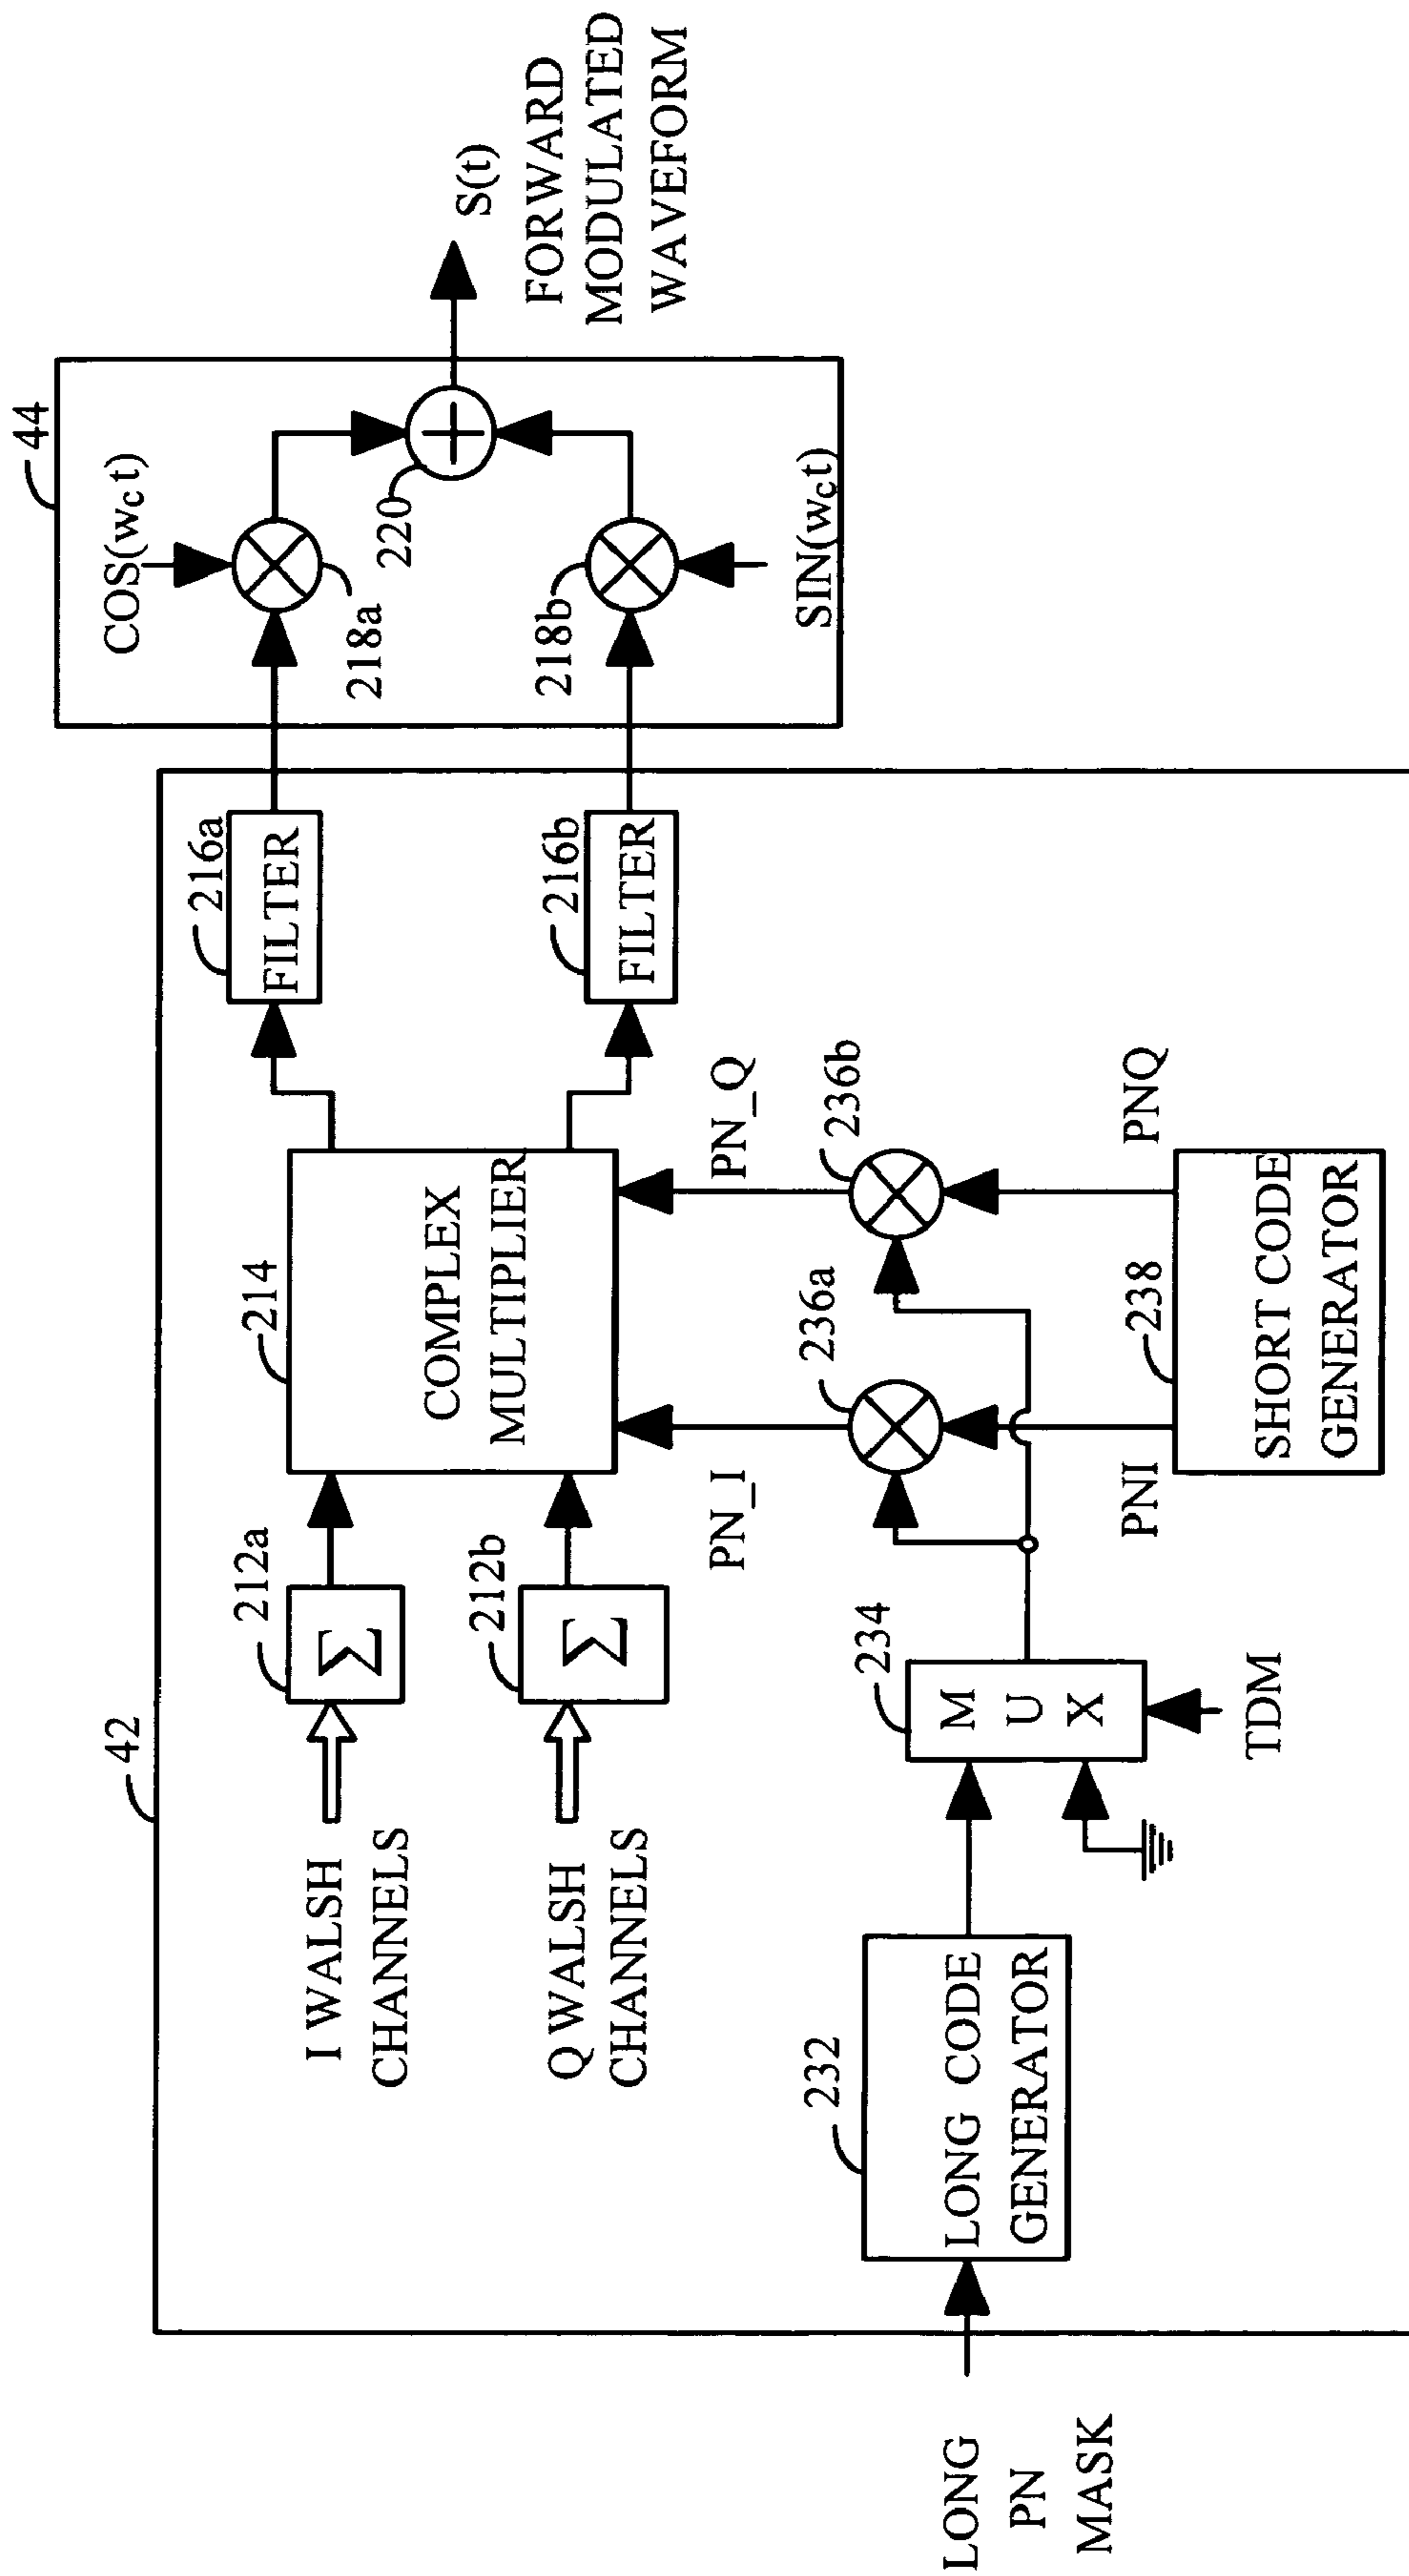 44
COS(wct)
218a
220
S(t)
FORWARD
MODULATED
WAVEFORM
218b
SIN(wct)
42
I WALSH
CHANNELS
212a
Σ
Q WALSH
CHANNELS
212b
Σ
214
COMPLEX
MULTIPLIER
216a
FILTER
216b
FILTER
PN_I
PN_Q
236a
236b
LONG
PN
MASK
232
LONG CODE
GENERATOR
234
M
U
X
TDM
PNI
PNQ
238
SHORT CODE
GENERATOR